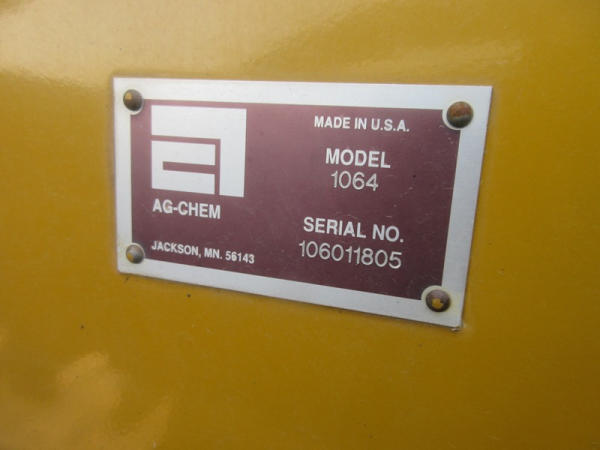 MADE IN U.S.A.
MODEL
1064
AG-CHEM
SERIAL NO.
JACKSON, MN. 56143
106011805